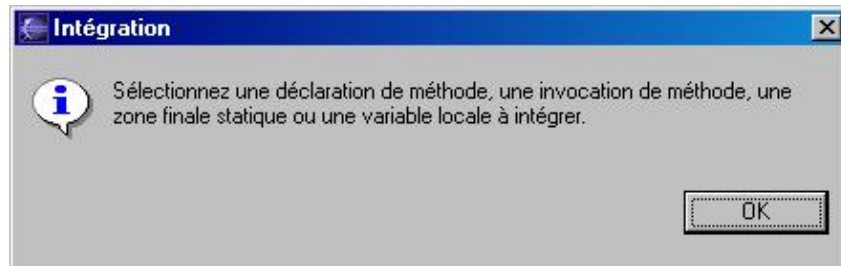 Intégration
Sélectionnez une déclaration de méthode, une invocation de méthode, une
zone finale statique ou une variable locale à intégrer.
OK